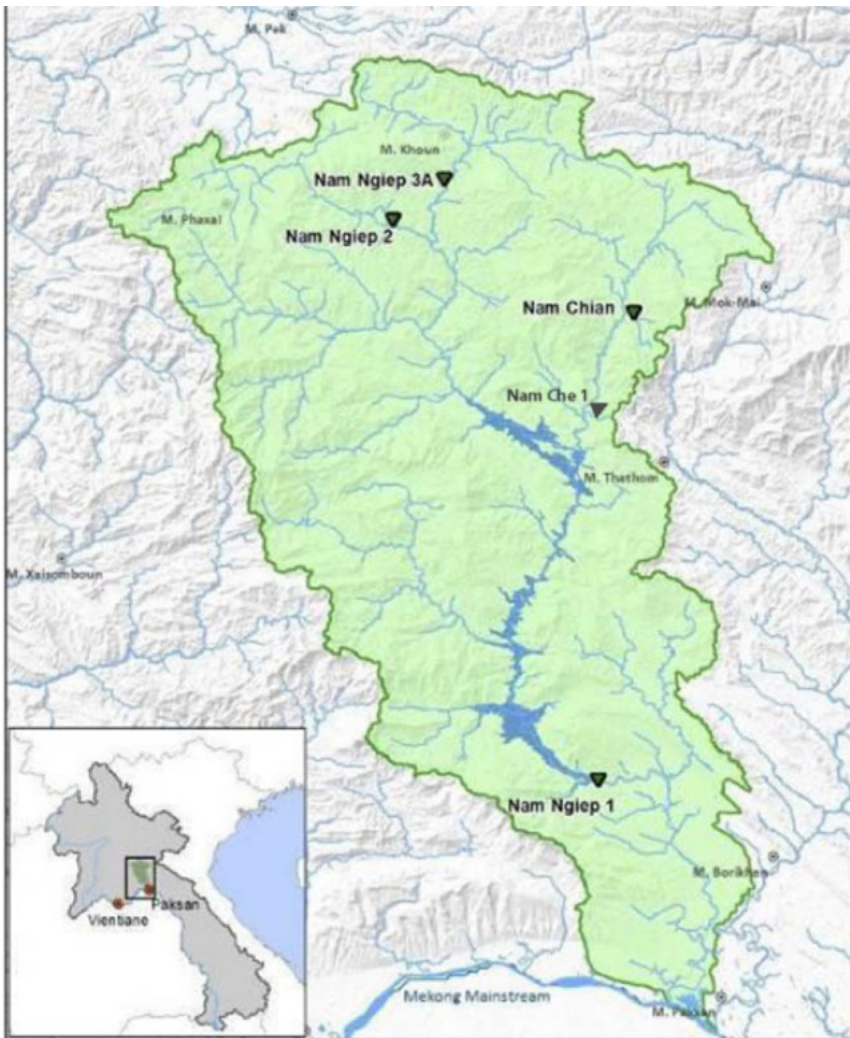 M. Pek
M. Khoun
Nam Ngiep 3A
M. Phaxai
Nam Ngiep 2
M. Mok-Mai
Nam Chian
Nam Che 1
M. Thathom
M. Xaisomboun
Nam Ngiep 1
M. Borikhan
Paksan
Vientiane
Mekong Mainstream
M. Paksan